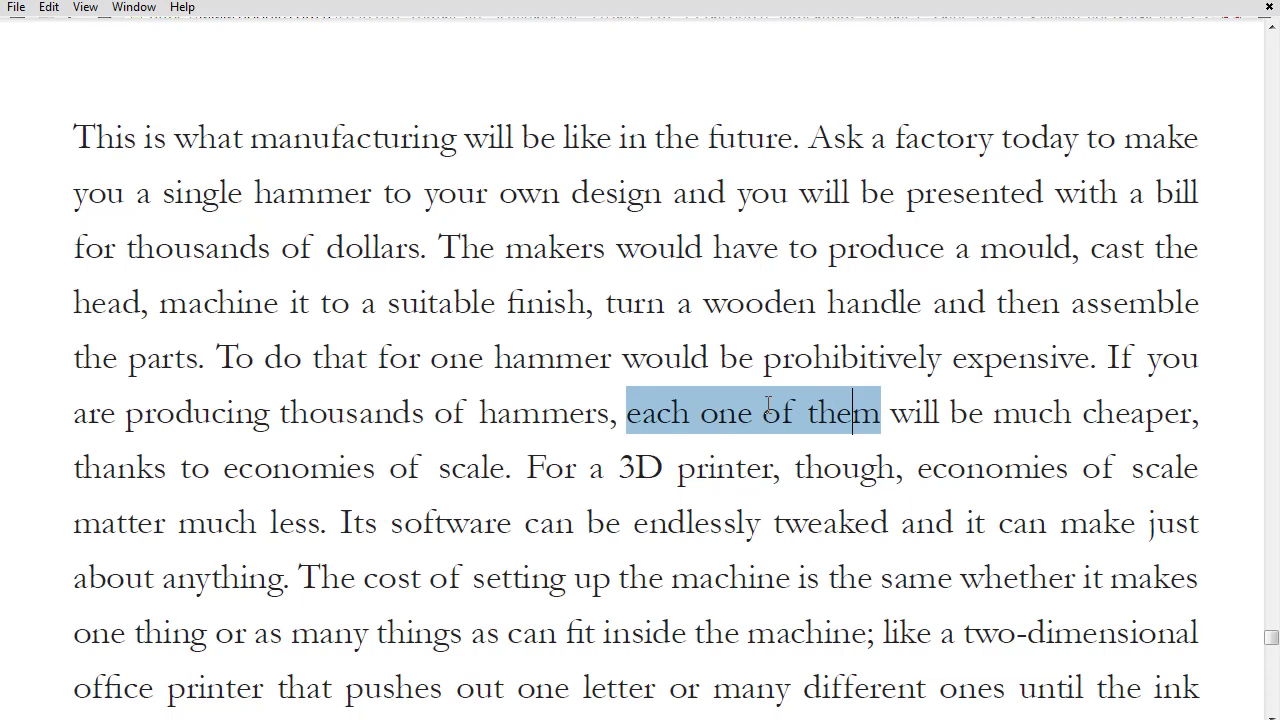 File Edit View Window Help
This is what manufacturing will be like in the future. Ask a factory today to make
you a single hammer to your own design and you will be presented with a bill
for thousands of dollars. The makers would have to produce a mould, cast the
head, machine it to a suitable finish, turn a wooden handle and then assemble
the parts. To do that for one hammer would be prohibitively expensive. If you
are producing thousands of hammers, each one of them will be much cheaper,
thanks to economies of scale. For a 3D printer, though, economies of scale
matter much less. Its software can be endlessly tweaked and it can make just
about anything. The cost of setting up the machine is the same whether it makes
one thing or as many things as can fit inside the machine; like a two-dimensional
office printer that pushes out one letter or many different ones until the ink